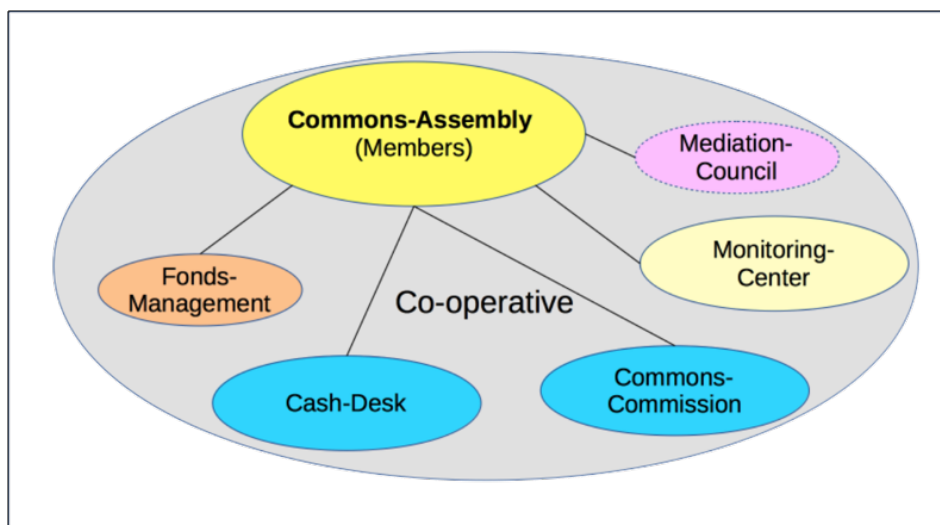 Commons-Assembly
(Members)
Mediation-
Council
Monitoring-
Center
Fonds-
Management
Co-operative
Cash-Desk
Commons-
Commission